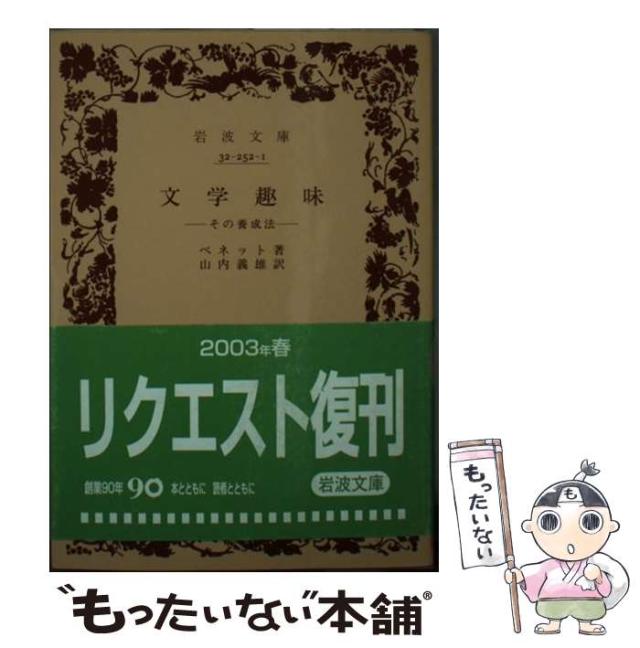 岩波文庫
32-252-1
文学趣味
—その養成法—
ベネット著
山内義雄訳
2003年春
リクエスト復刊
創業90年 90 本とともに 読者とともに
岩波文庫
も
もったいない
"もったいない"本舗®